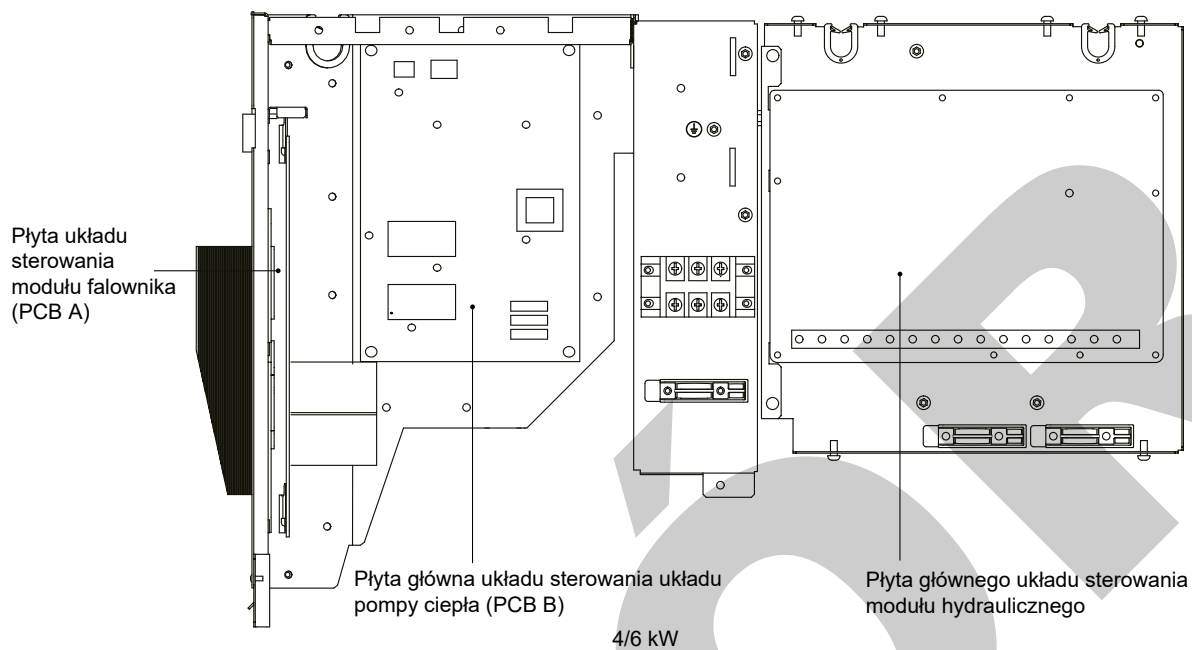 Płyta układu
sterowania
modułu falownika
(PCB A)
Płyta główna układu sterowania układu
pompy ciepła (PCB B)
Płyta głównego układu sterowania
modułu hydraulicznego
4/6 kW